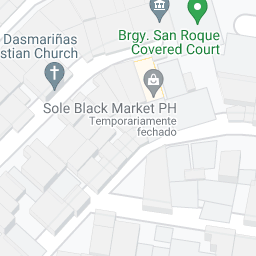 Brgy. San Roque
Covered Court
Dasmariñas
stian Church
Sole Black Market PH
Temporariamente
fechado